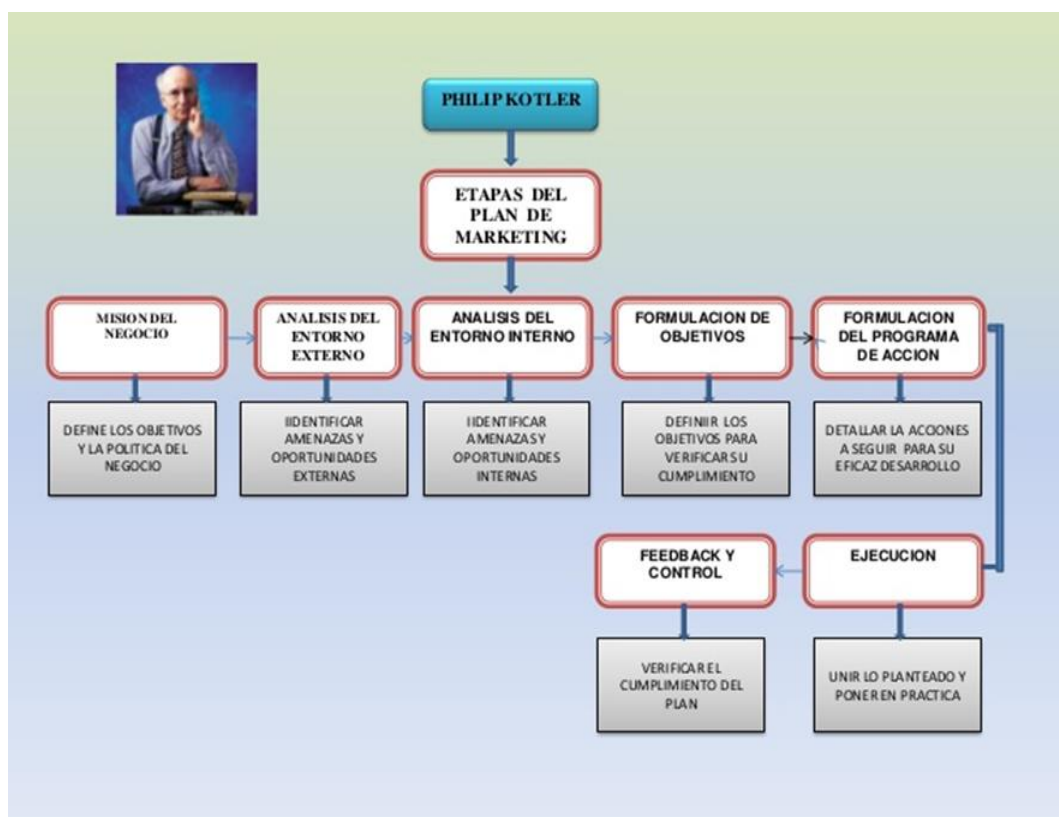 PHILIP KOTLER
ETAPAS DEL
PLAN DE
MARKETING
MISION DEL
NEGOCIO
ANALISIS DEL
ENTORNO
EXTERNO
ANALISIS DEL
ENTORNO INTERNO
FORMULACION DE
OBJETIVOS
FORMULACION
DEL PROGRAMA
DE ACCION
DEFINE LOS OBJETIVOS
Y LA POLITICA DEL
NEGOCIO
IIDENTIFICAR
AMENAZAS Y
OPORTUNIDADES
EXTERNAS
IIDENTIFICAR
AMENAZAS Y
OPORTUNIDADES
INTERNAS
DEFINIIR LOS
OBJETIVOS PARA
VERIFICAR SU
CUMPLIMIENTO
DETALLAR LA ACCIONES
A SEGUIR PARA SU
EFICAZ DESARROLLO
FEEDBACK Y
CONTROL
EJECUCION
VERIFICAR EL
CUMPLIMIENTO DEL
PLAN
UNIR LO PLANTEADO Y
PONER EN PRACTICA